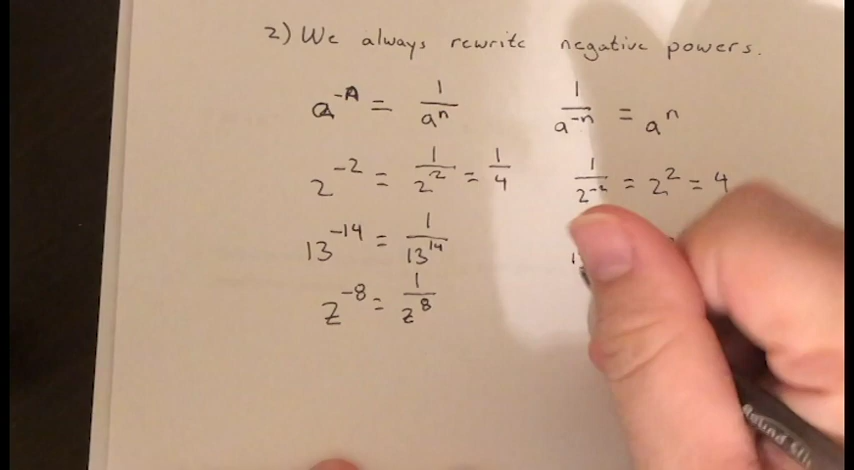 2) We always rewrite negative powers.
a^-n = 1/a^n    1/a^-n = a^n
2^-2 = 1/2^2 = 1/4    1/2^-2 = 2^2 = 4
13^-14 = 1/13^14
z^-8 = 1/z^8